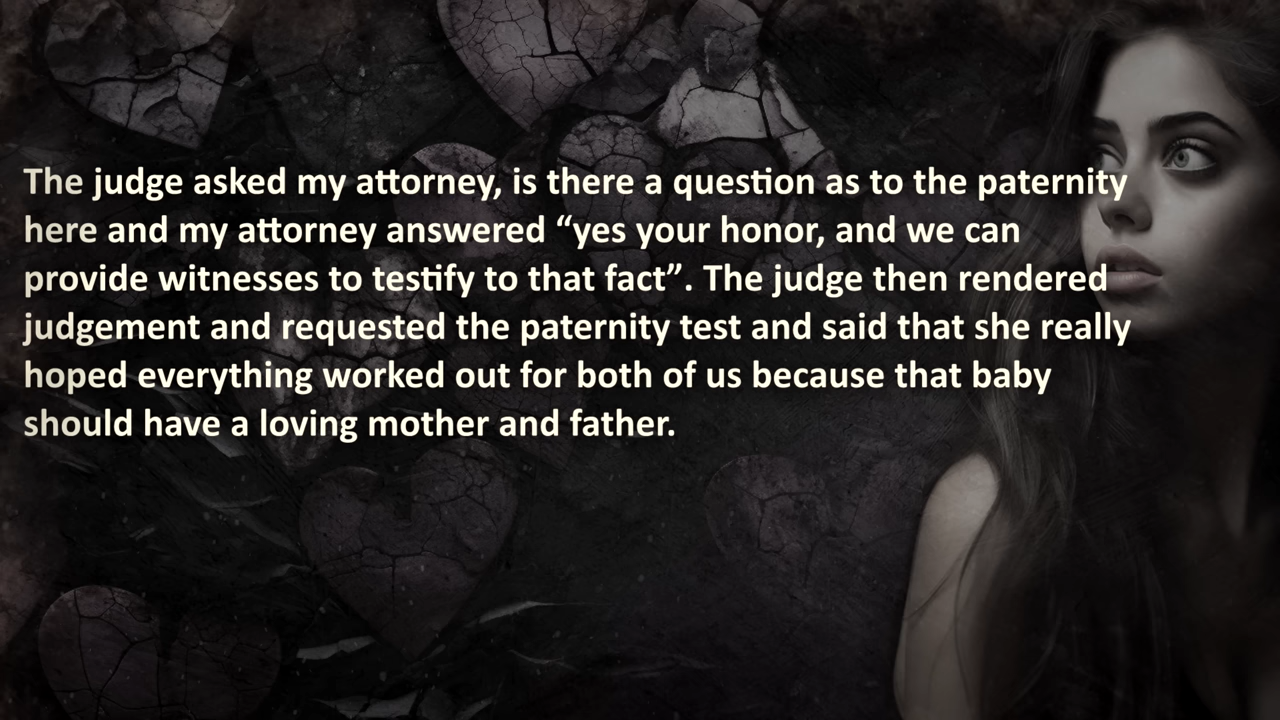 The judge asked my attorney, is there a question as to the paternity
here and my attorney answered “yes your honor, and we can
provide witnesses to testify to that fact”. The judge then rendered
judgement and requested the paternity test and said that she really
hoped everything worked out for both of us because that baby
should have a loving mother and father.